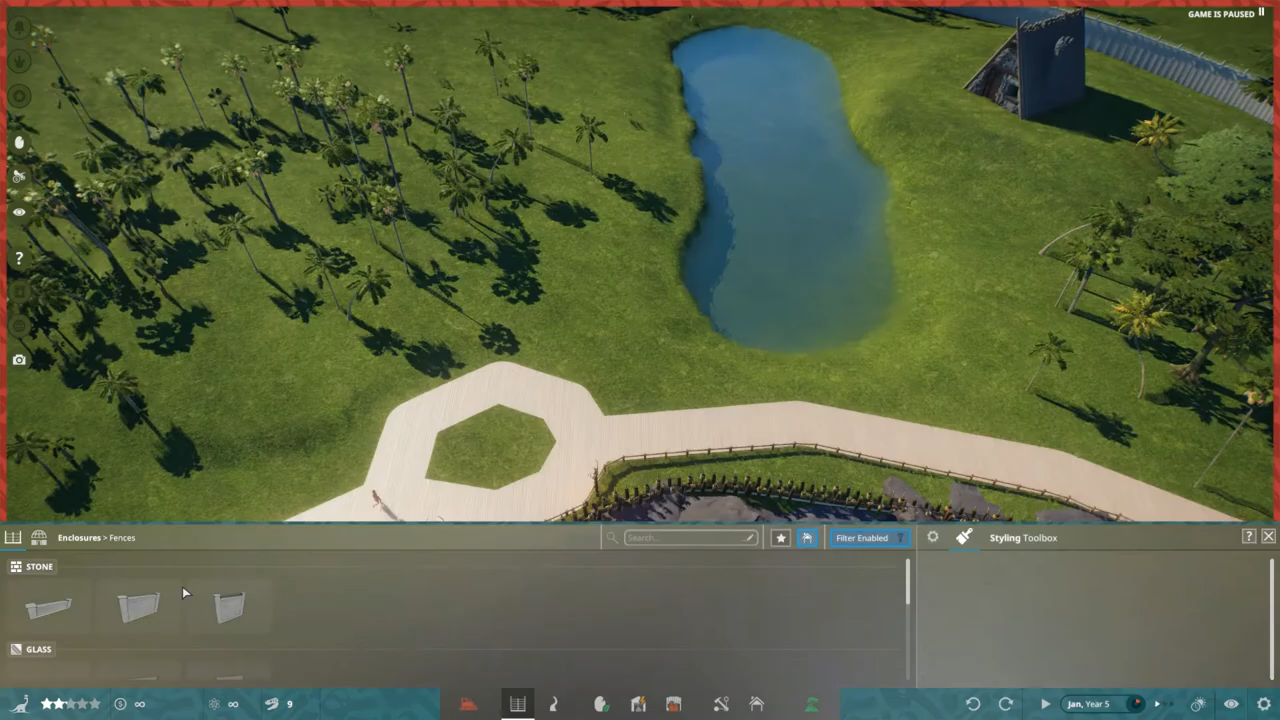 GAME IS PAUSED
?
Enclosures > Fences
Search...
Filter Enabled
Styling Toolbox
?
STONE
GLASS
∞
∞
9
Jan, Year 5